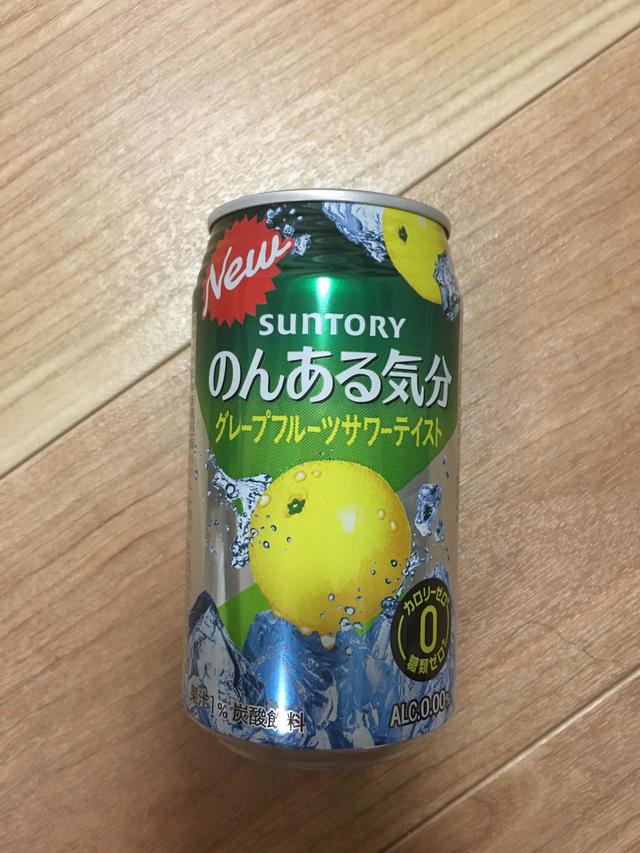 New
SUNTORY
のんある気分
グレープフルーツサワーテイスト
カロリーゼロ
0
糖類ゼロ
果汁1% 炭酸飲料
ALC.0.00